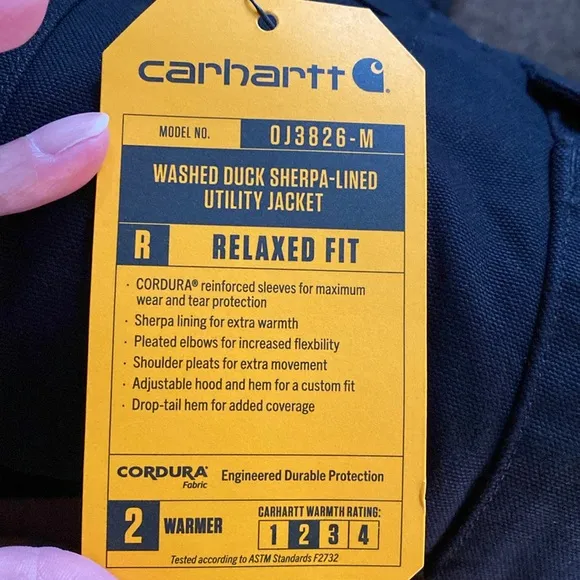 carhartt
MODEL NO. OJ3826-M
WASHED DUCK SHERPA-LINED
UTILITY JACKET
R RELAXED FIT
· CORDURA® reinforced sleeves for maximum
wear and tear protection
· Sherpa lining for extra warmth
· Pleated elbows for increased flexbility
· Shoulder pleats for extra movement
· Adjustable hood and hem for a custom fit
· Drop-tail hem for added coverage
CORDURA® Engineered Durable Protection
Fabric
CARHARTT WARMTH RATING:
2 WARMER 1 2 3 4
Tested according to ASTM Standards F2732